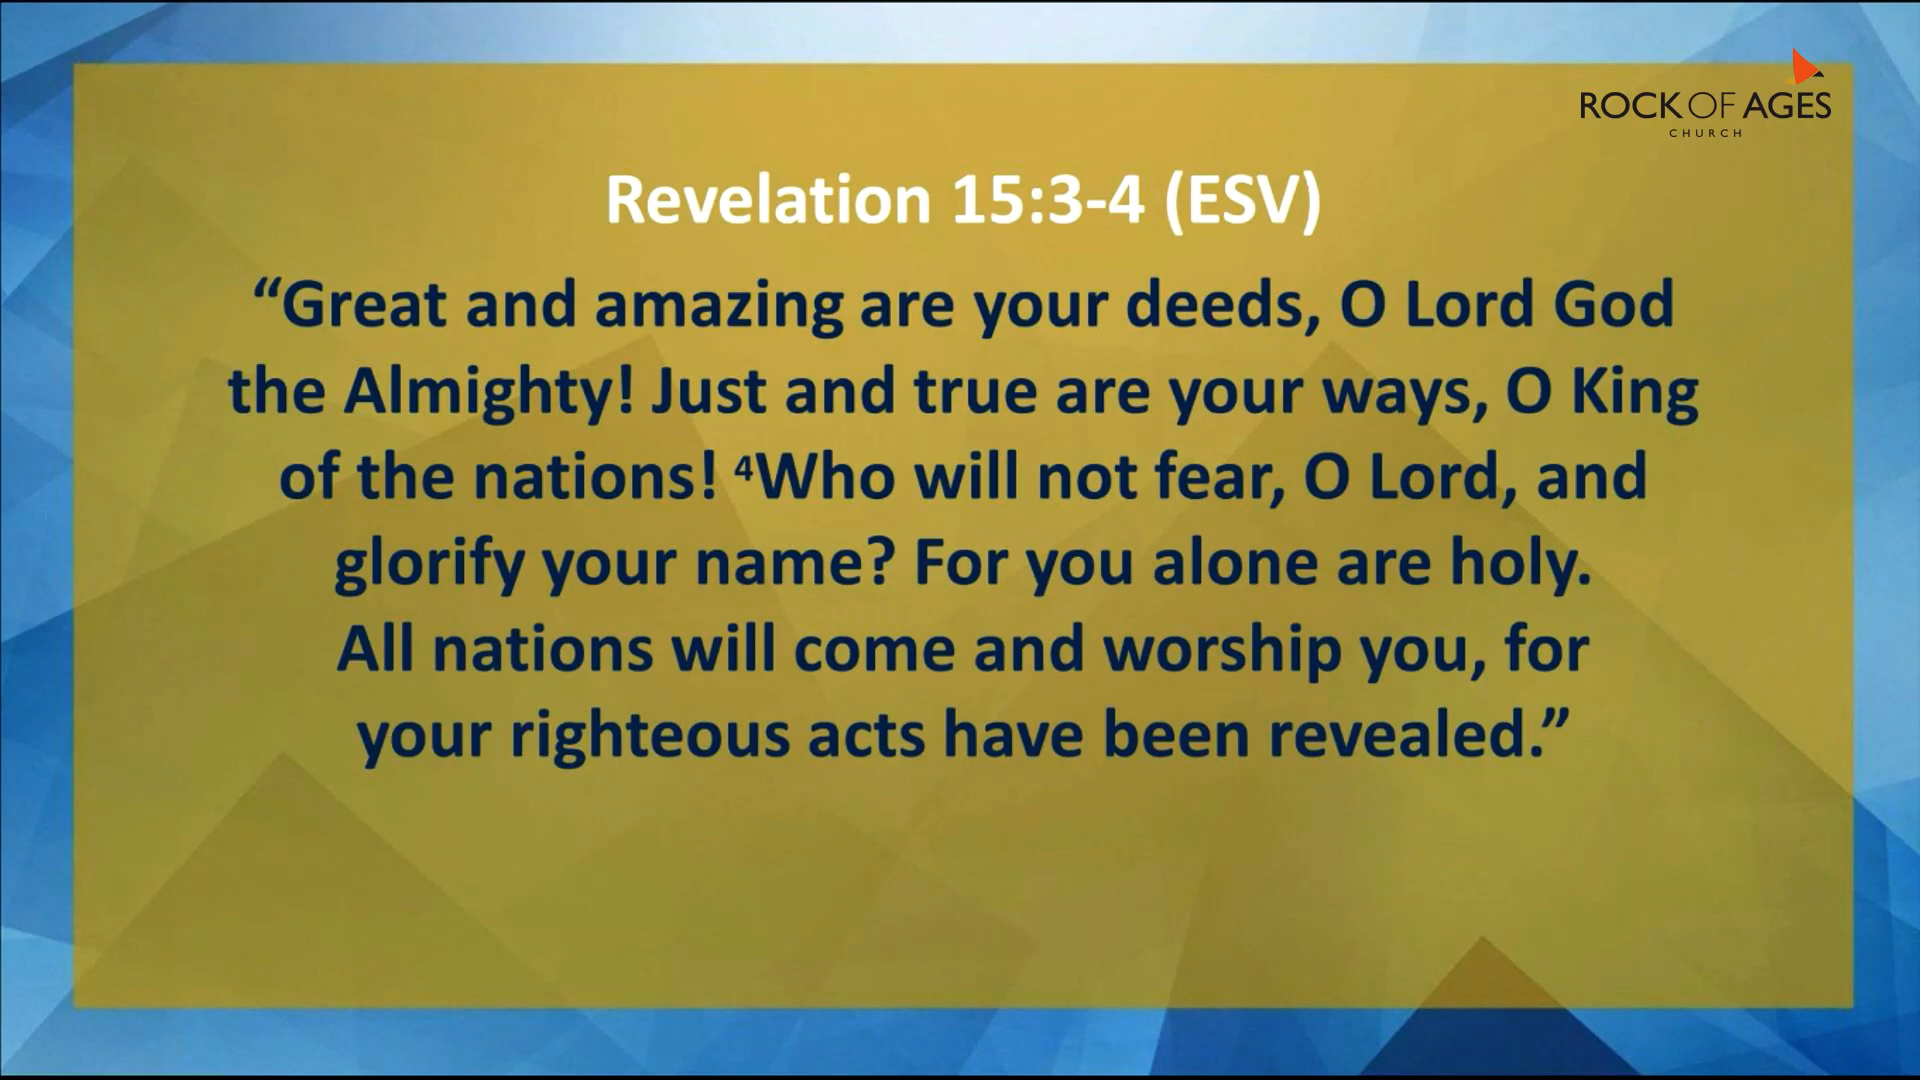 ROCK OF AGES
CHURCH
Revelation 15:3-4 (ESV)
“Great and amazing are your deeds, O Lord God
the Almighty! Just and true are your ways, O King
of the nations! ⁴Who will not fear, O Lord, and
glorify your name? For you alone are holy.
All nations will come and worship you, for
your righteous acts have been revealed.”